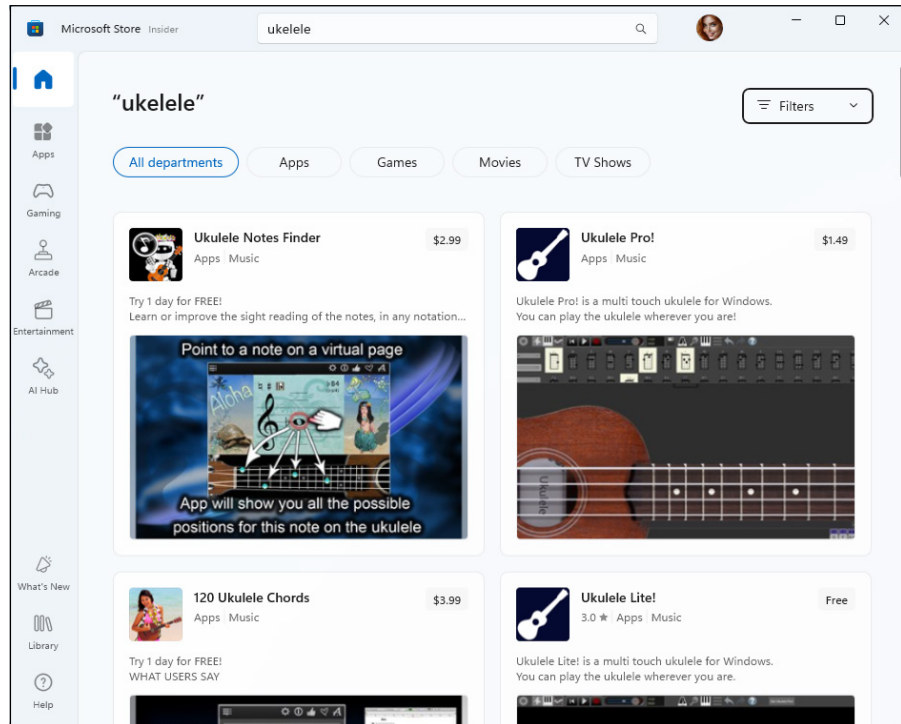 Microsoft Store Insider
ukelele
“ukelele”
Filters
All departments
Apps
Games
Movies
TV Shows
Apps
Gaming
Arcade
Entertainment
AI Hub
What's New
Library
Help
Ukulele Notes Finder
$2.99
Apps Music
Try 1 day for FREE!
Learn or improve the sight reading of the notes, in any notation...
Point to a note on a virtual page
84
Aloha
App will show you all the possible
positions for this note on the ukulele
Ukulele Pro!
$1.49
Apps Music
Ukulele Pro! is a multi touch ukulele for Windows.
You can play the ukulele wherever you are!
Ukulele
120 Ukulele Chords
$3.99
Apps Music
Try 1 day for FREE!
WHAT USERS SAY
Ukulele Lite!
Free
3.0 ★ Apps Music
Ukulele Lite! is a multi touch ukulele for Windows.
You can play the ukulele wherever you are.